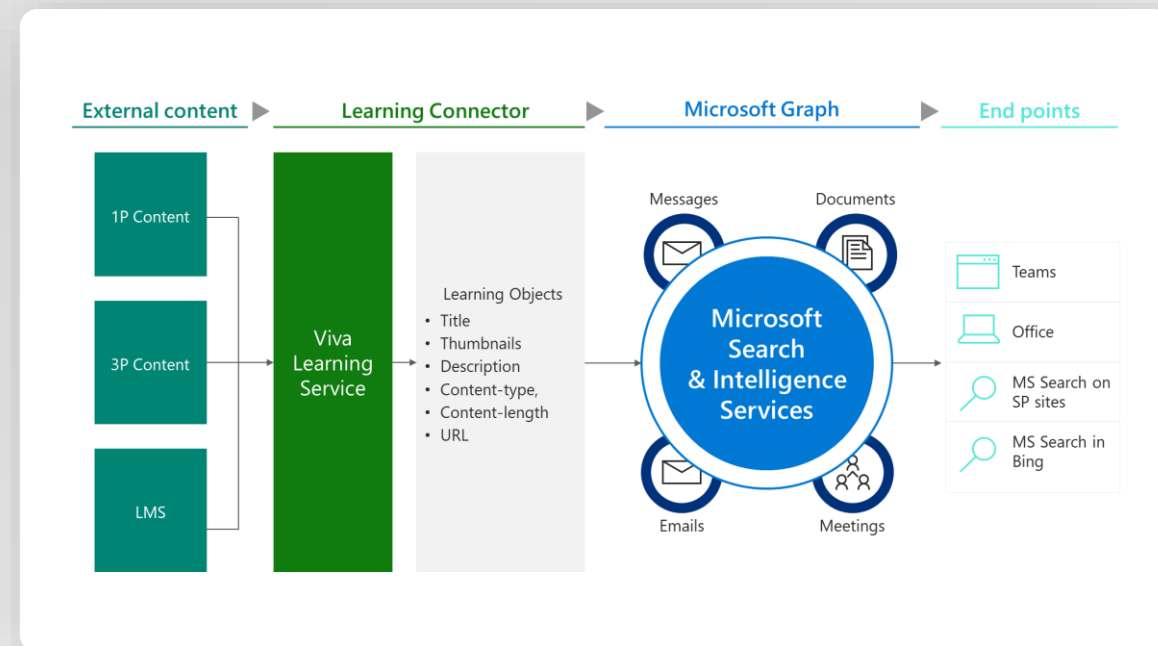 External content
Learning Connector
Microsoft Graph
End points
1P Content
3P Content
LMS
Viva
Learning
Service
Learning Objects
• Title
• Thumbnails
• Description
• Content-type,
• Content-length
• URL
Messages
Documents
Microsoft
Search
& Intelligence
Services
Emails
Meetings
Teams
Office
MS Search on
SP sites
MS Search in
Bing